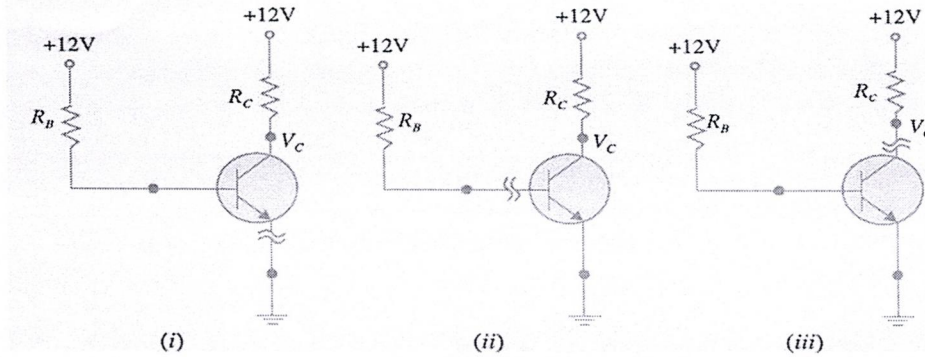 +12V +12V +12V
+12V +12V +12V
R_C R_C R_C
R_B R_B R_B
V_C V_C
(i) (ii) (iii)